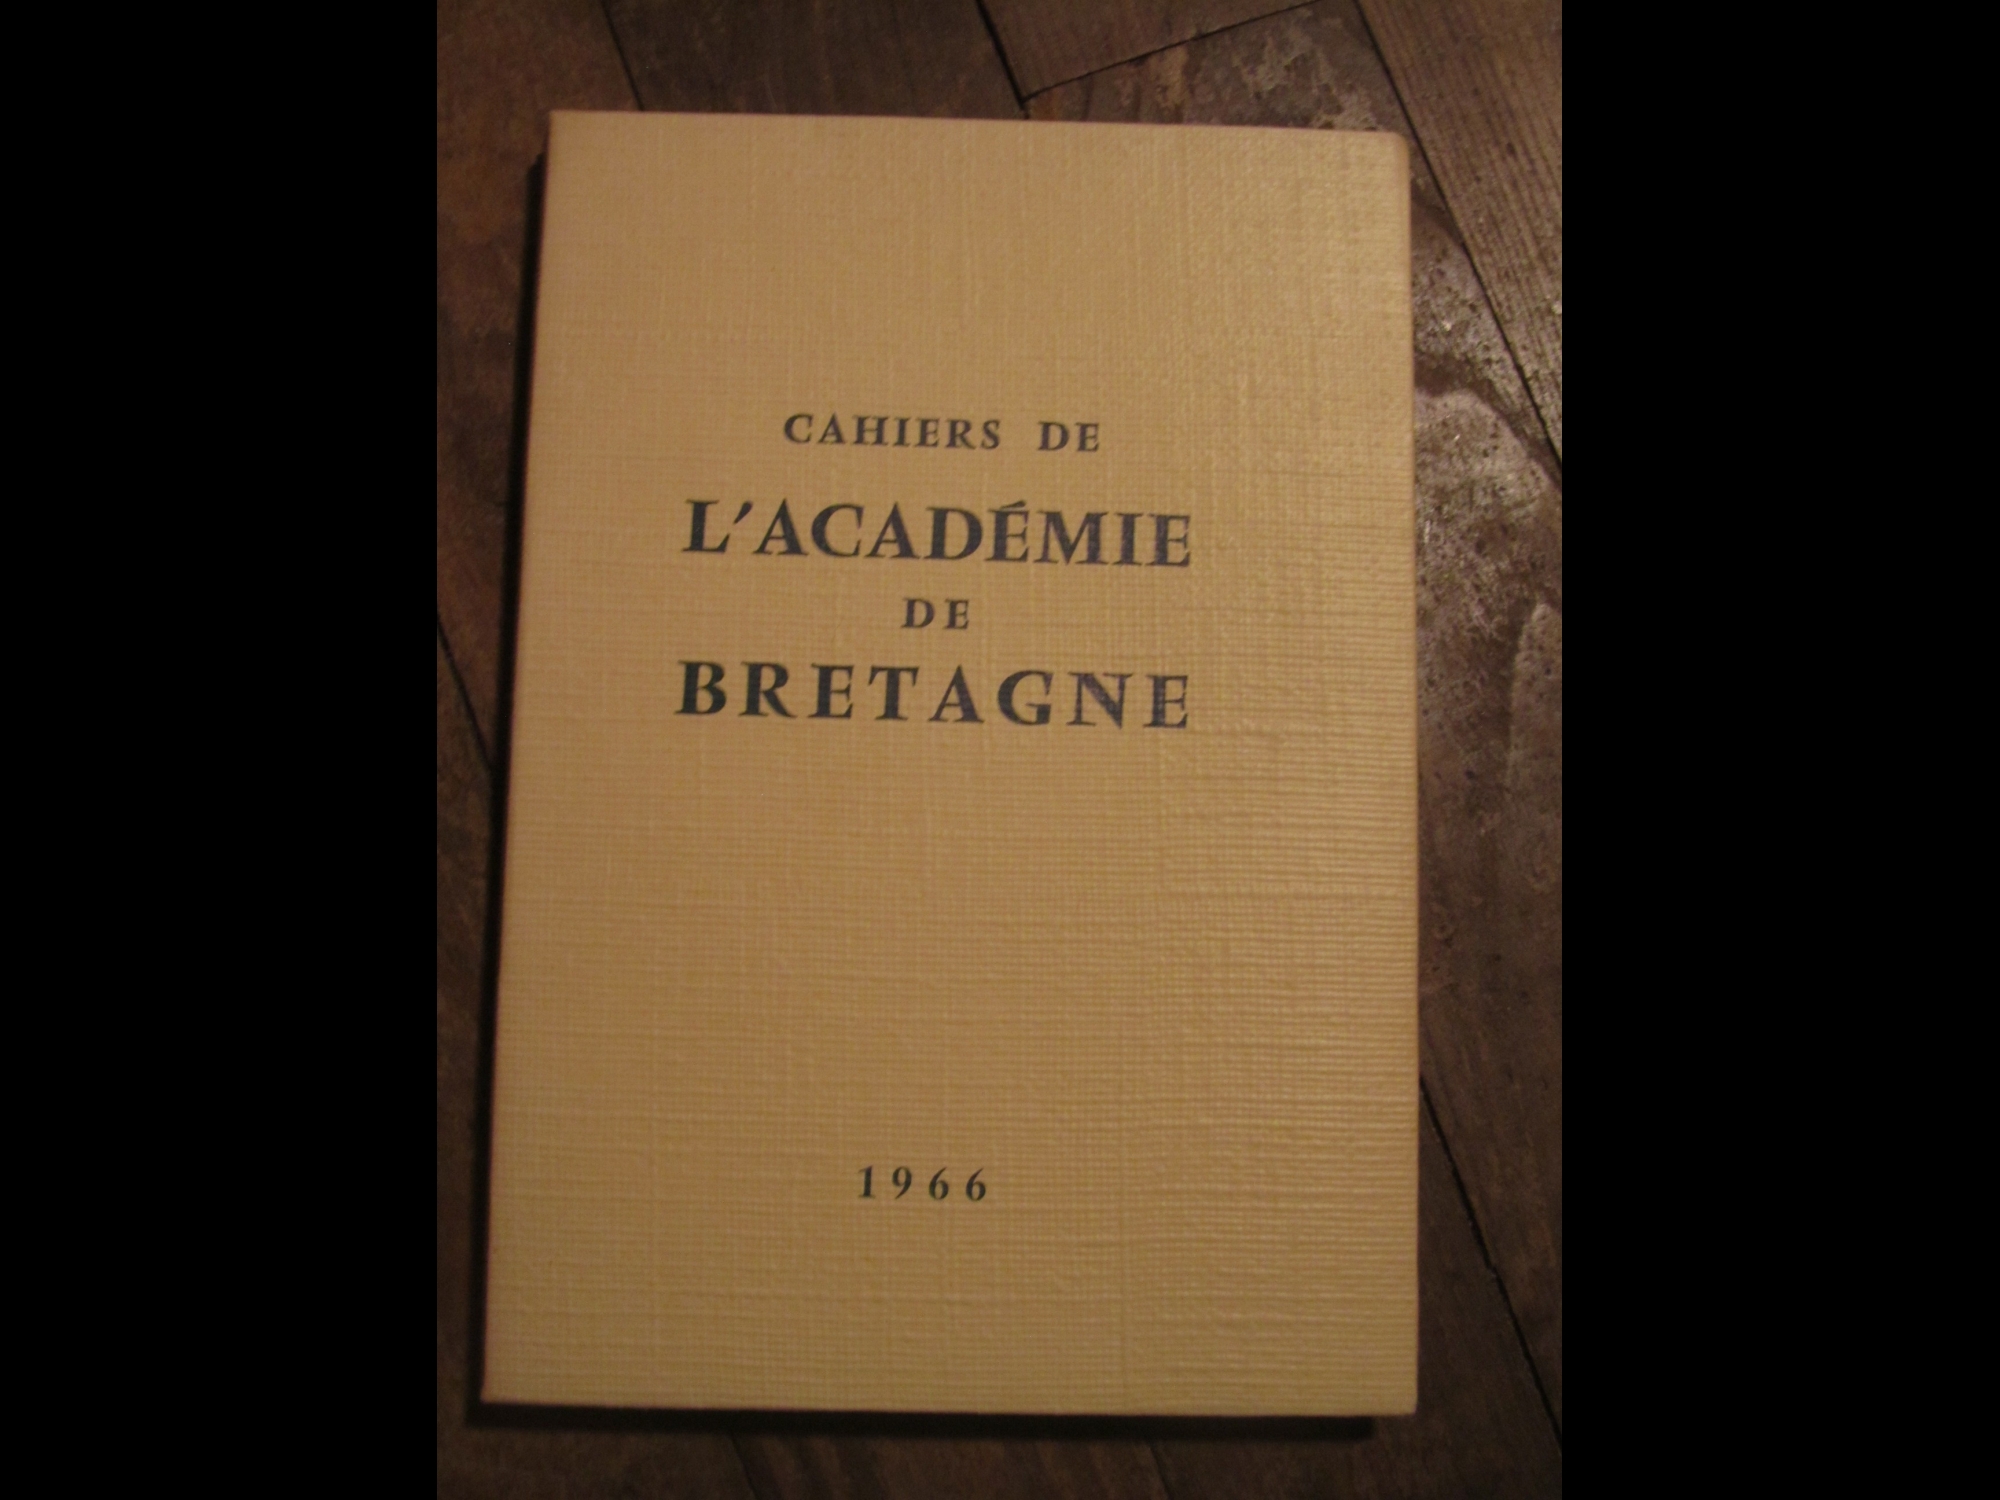 CAHIERS DE
L'ACADÉMIE
DE
BRETAGNE
1966